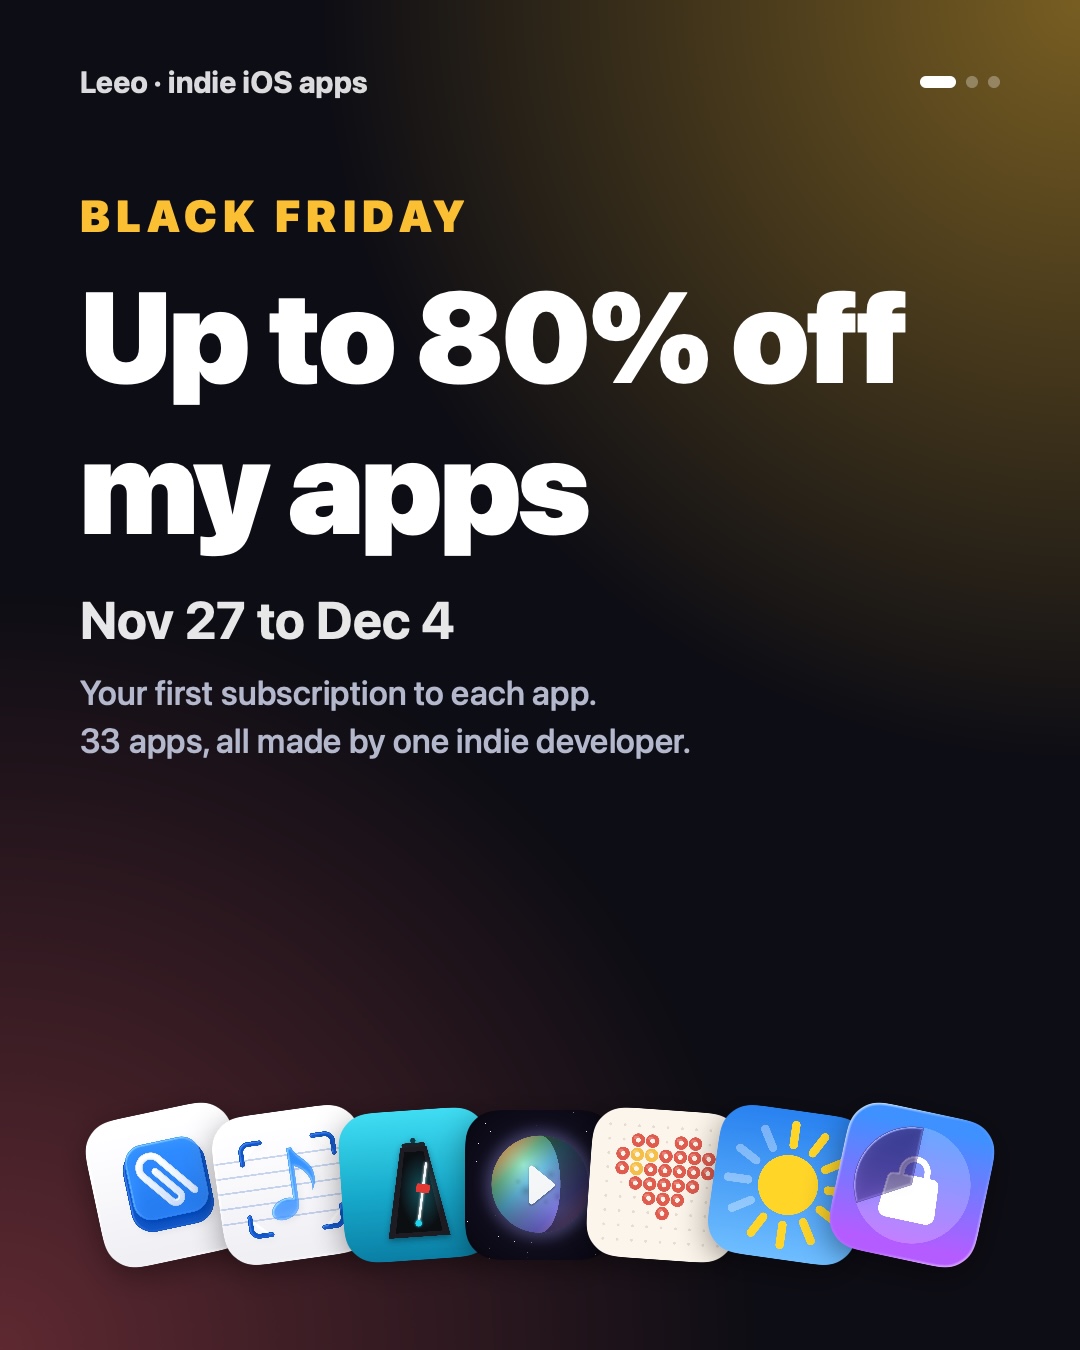 Leeo · indie iOS apps
BLACK FRIDAY
Up to 80% off
my apps
Nov 27 to Dec 4
Your first subscription to each app.
33 apps, all made by one indie developer.